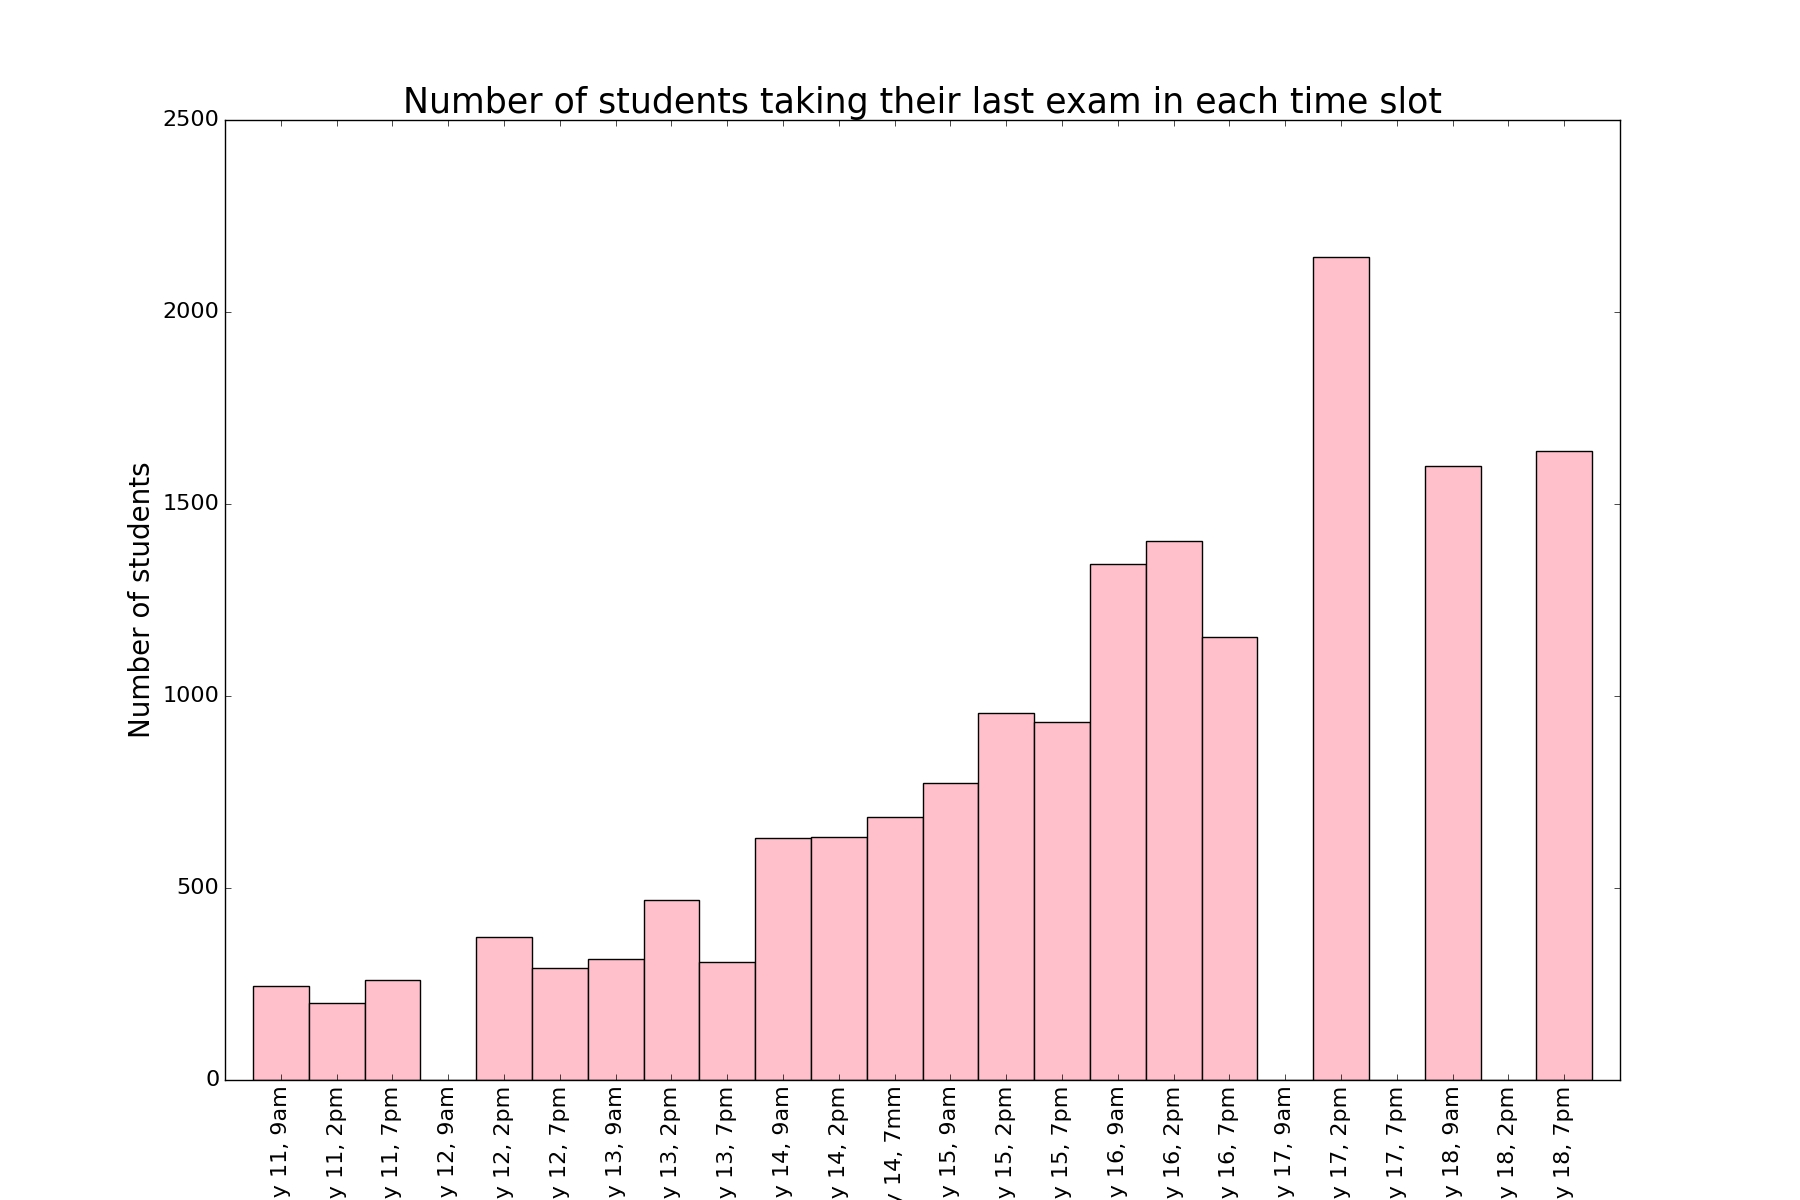 Number of students taking their last exam in each time slot
Number of students
2500
2000
1500
1000
500
0
y 11, 9am
y 11, 2pm
y 11, 7pm
y 12, 9am
y 12, 2pm
y 12, 7pm
y 13, 9am
y 13, 2pm
y 13, 7pm
y 14, 9am
y 14, 2pm
y 14, 7mm
y 15, 9am
y 15, 2pm
y 15, 7pm
y 16, 9am
y 16, 2pm
y 16, 7pm
y 17, 9am
y 17, 2pm
y 17, 7pm
y 18, 9am
y 18, 2pm
y 18, 7pm